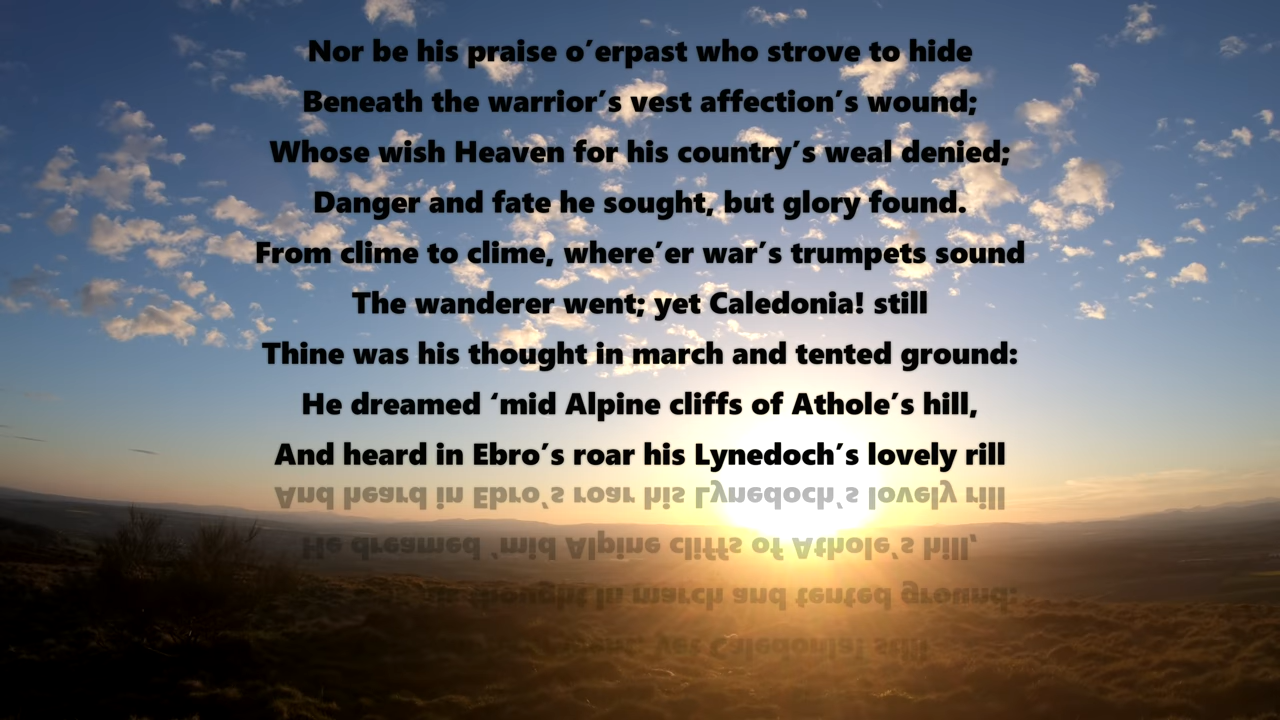 Nor be his praise o’erpast who strove to hide
Beneath the warrior’s vest affection’s wound;
Whose wish Heaven for his country’s weal denied;
Danger and fate he sought, but glory found.
From clime to clime, where’er war’s trumpets sound
The wanderer went; yet Caledonia! still
Thine was his thought in march and tented ground:
He dreamed ‘mid Alpine cliffs of Athole’s hill,
And heard in Ebro’s roar his Lynedoch’s lovely rill